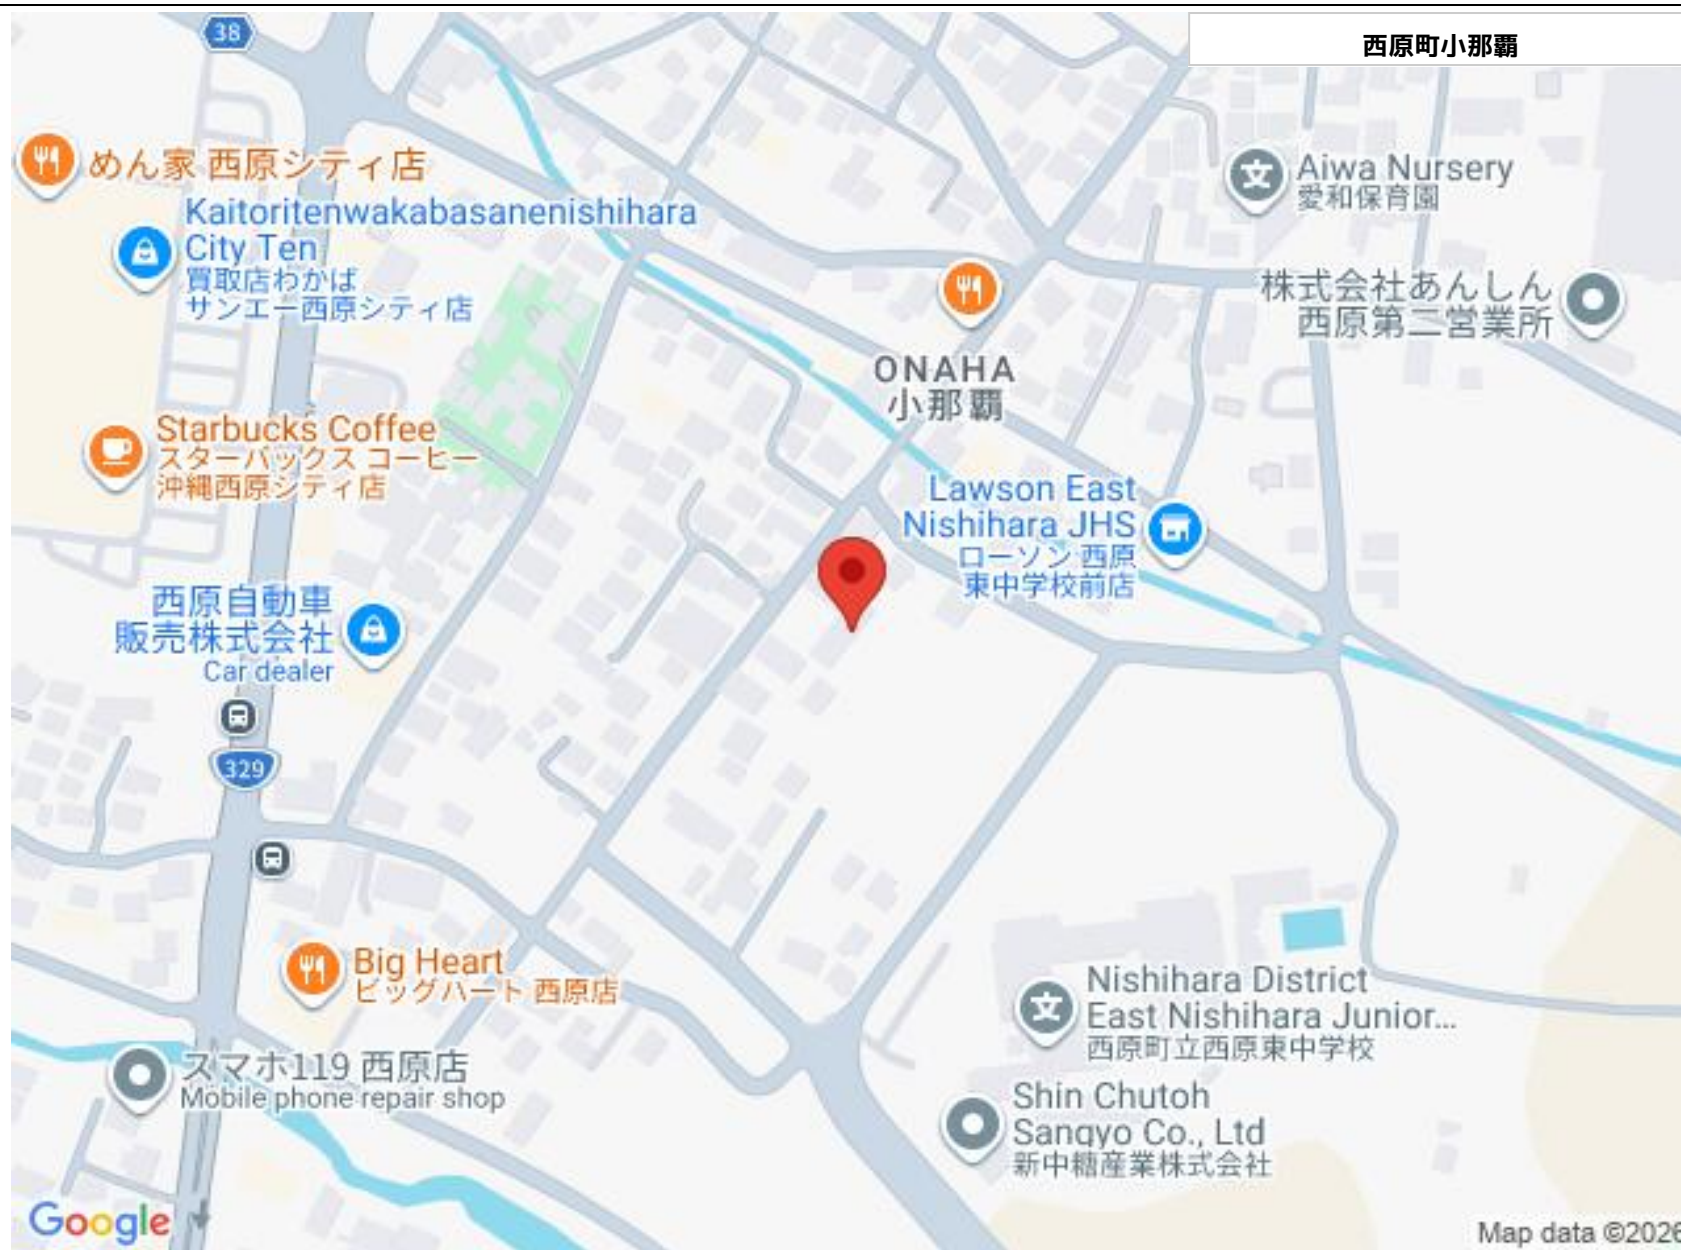 38
西原町小那覇
めん家 西原シティ店
Kaitoritenwakabasanenishihara
City Ten
買取店わかば
サンエー西原シティ店
Aiwa Nursery
愛和保育園
株式会社あんしん
西原第二営業所
ONAHA
小那覇
Starbucks Coffee
スターバックス コーヒー
沖縄西原シティ店
Lawson East
Nishihara JHS
ローソン 西原
東中学校前店
西原自動車
販売株式会社
Car dealer
329
Big Heart
ビッグハート 西原店
Nishihara District
East Nishihara Junior...
西原町立西原東中学校
スマホ119 西原店
Mobile phone repair shop
Shin Chutoh
Sangyo Co., Ltd
新中糖産業株式会社
Google
Map data ©2026